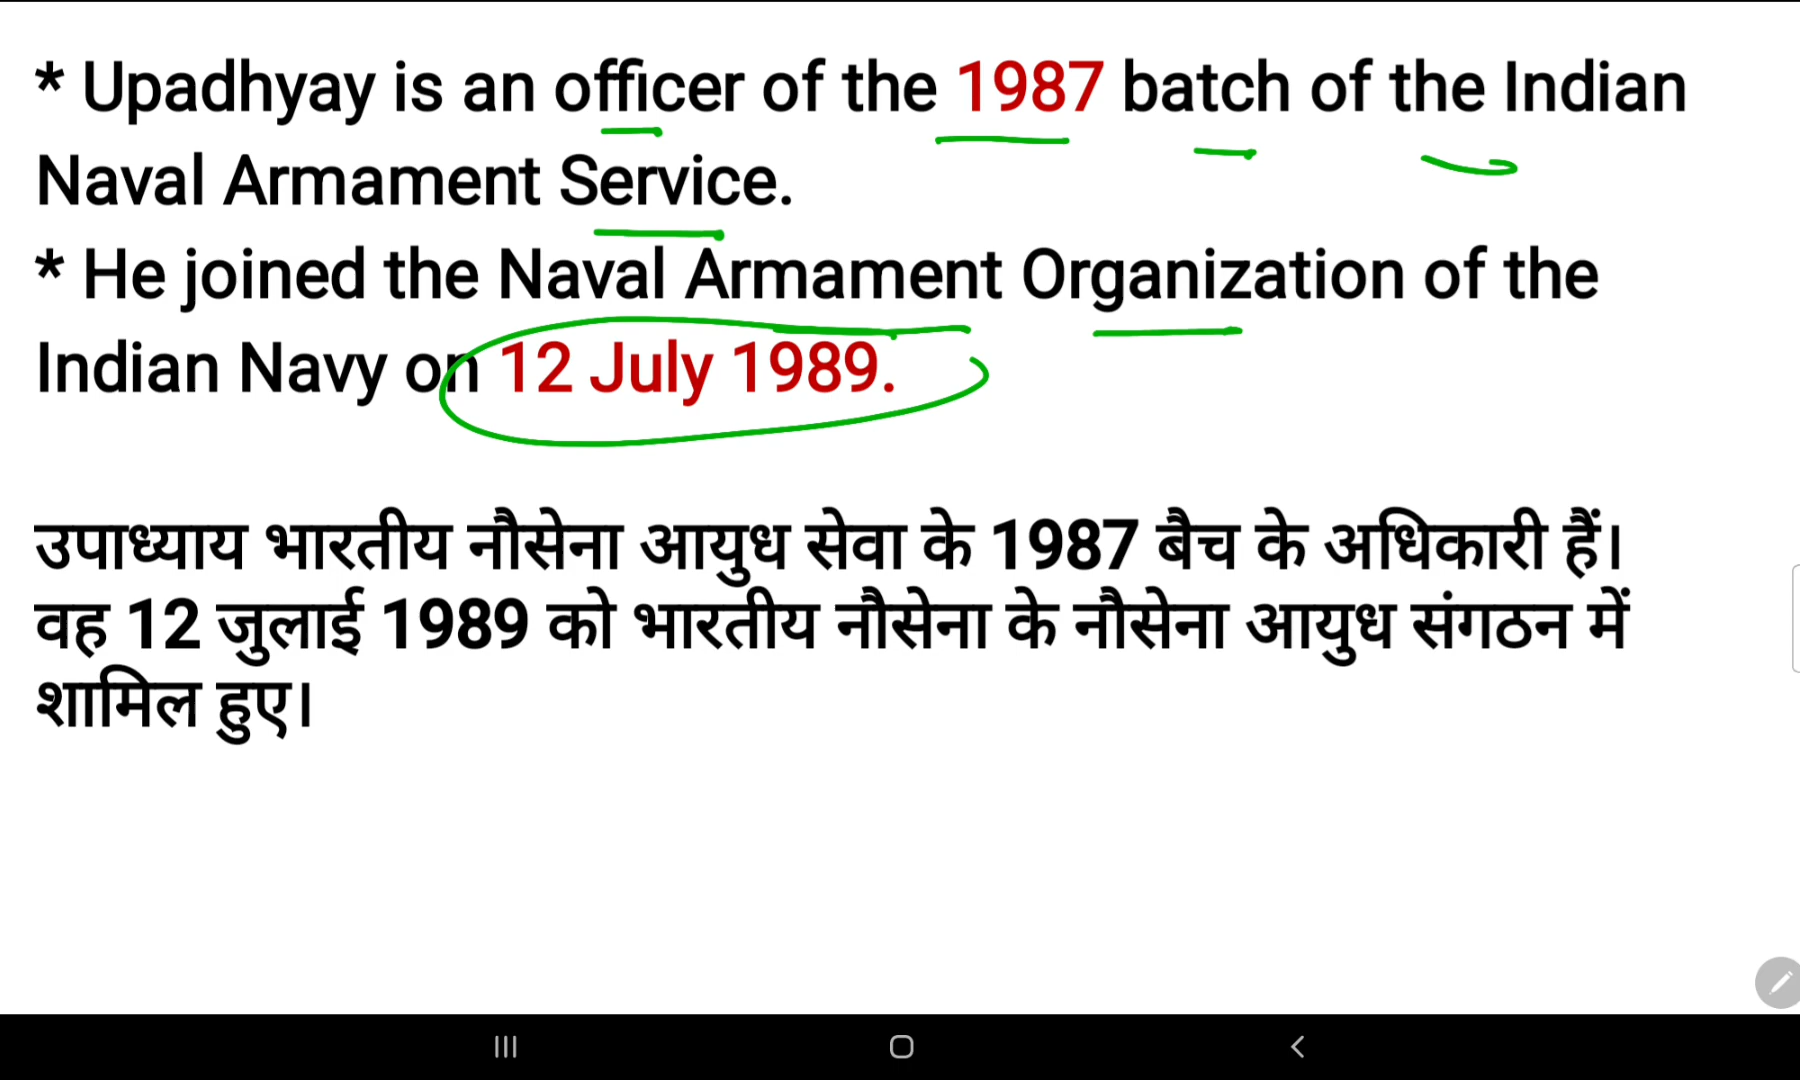 * Upadhyay is an officer of the 1987 batch of the Indian
Naval Armament Service.
* He joined the Naval Armament Organization of the
Indian Navy on 12 July 1989.
उपाध्याय भारतीय नौसेना आयुध सेवा के 1987 बैच के अधिकारी हैं।
वह 12 जुलाई 1989 को भारतीय नौसेना के नौसेना आयुध संगठन में
शामिल हुए।